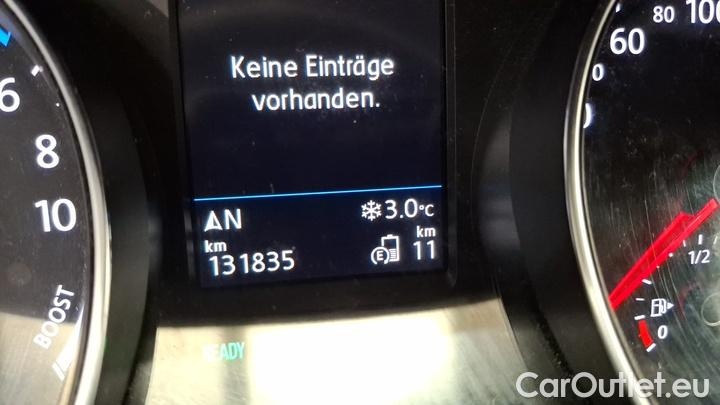 Keine Einträge
vorhanden.
N
3.0°C
km
131835
km
E
11
6
8
10
BOOST
READY
60
80
100
0
1/2
0
CarOutlet.eu